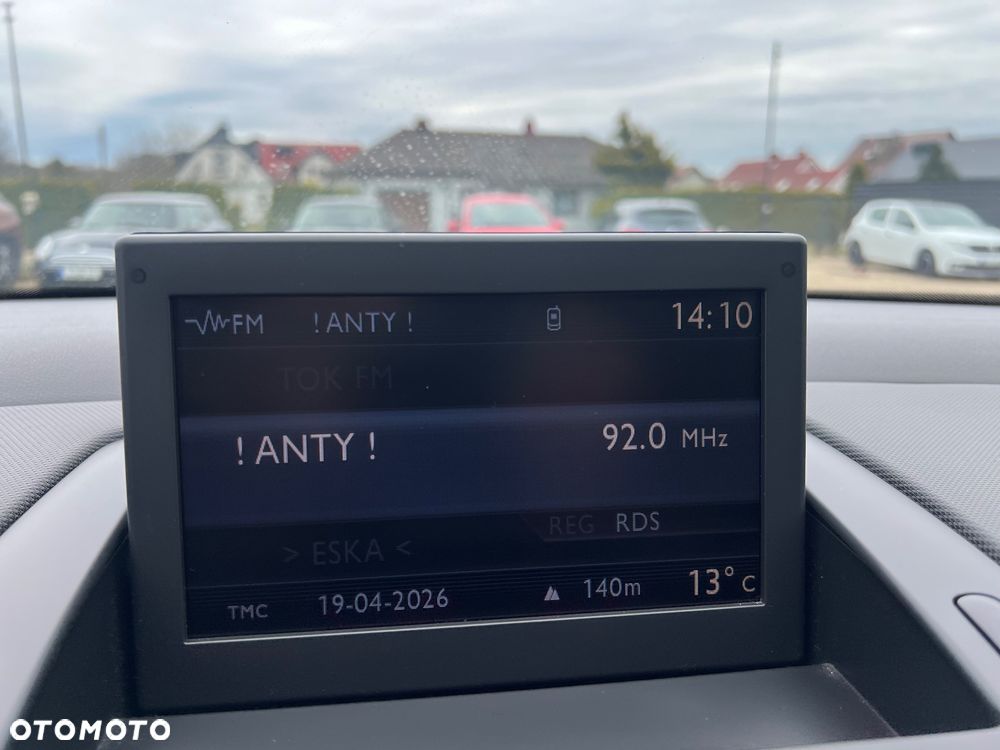 FM ! ANTY ! 14:10
TOK FM
! ANTY ! 92.0 MHz
REG RDS
> ESKA <
TMC 19-04-2026 140m 13° C
OTOMOTO